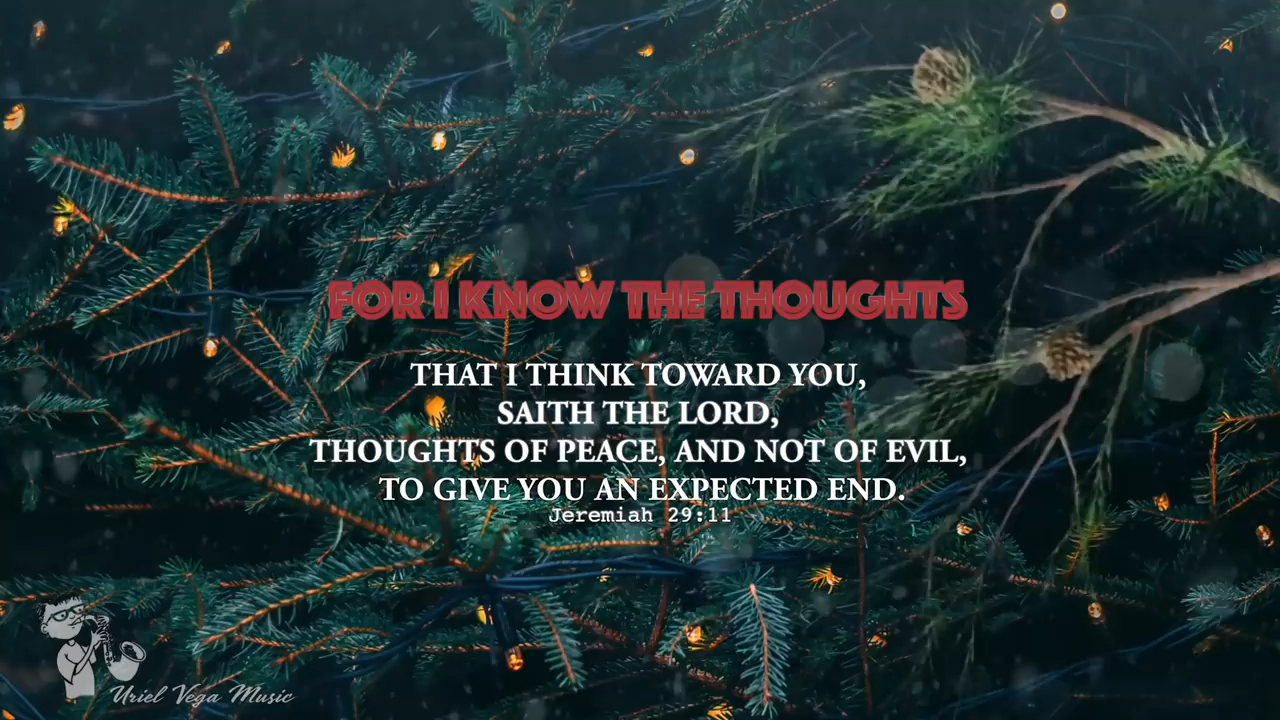 FOR I KNOW THE THOUGHTS
THAT I THINK TOWARD YOU,
SAITH THE LORD,
THOUGHTS OF PEACE, AND NOT OF EVIL,
TO GIVE YOU AN EXPECTED END.
Jeremiah 29:11
Uriel Vega Music